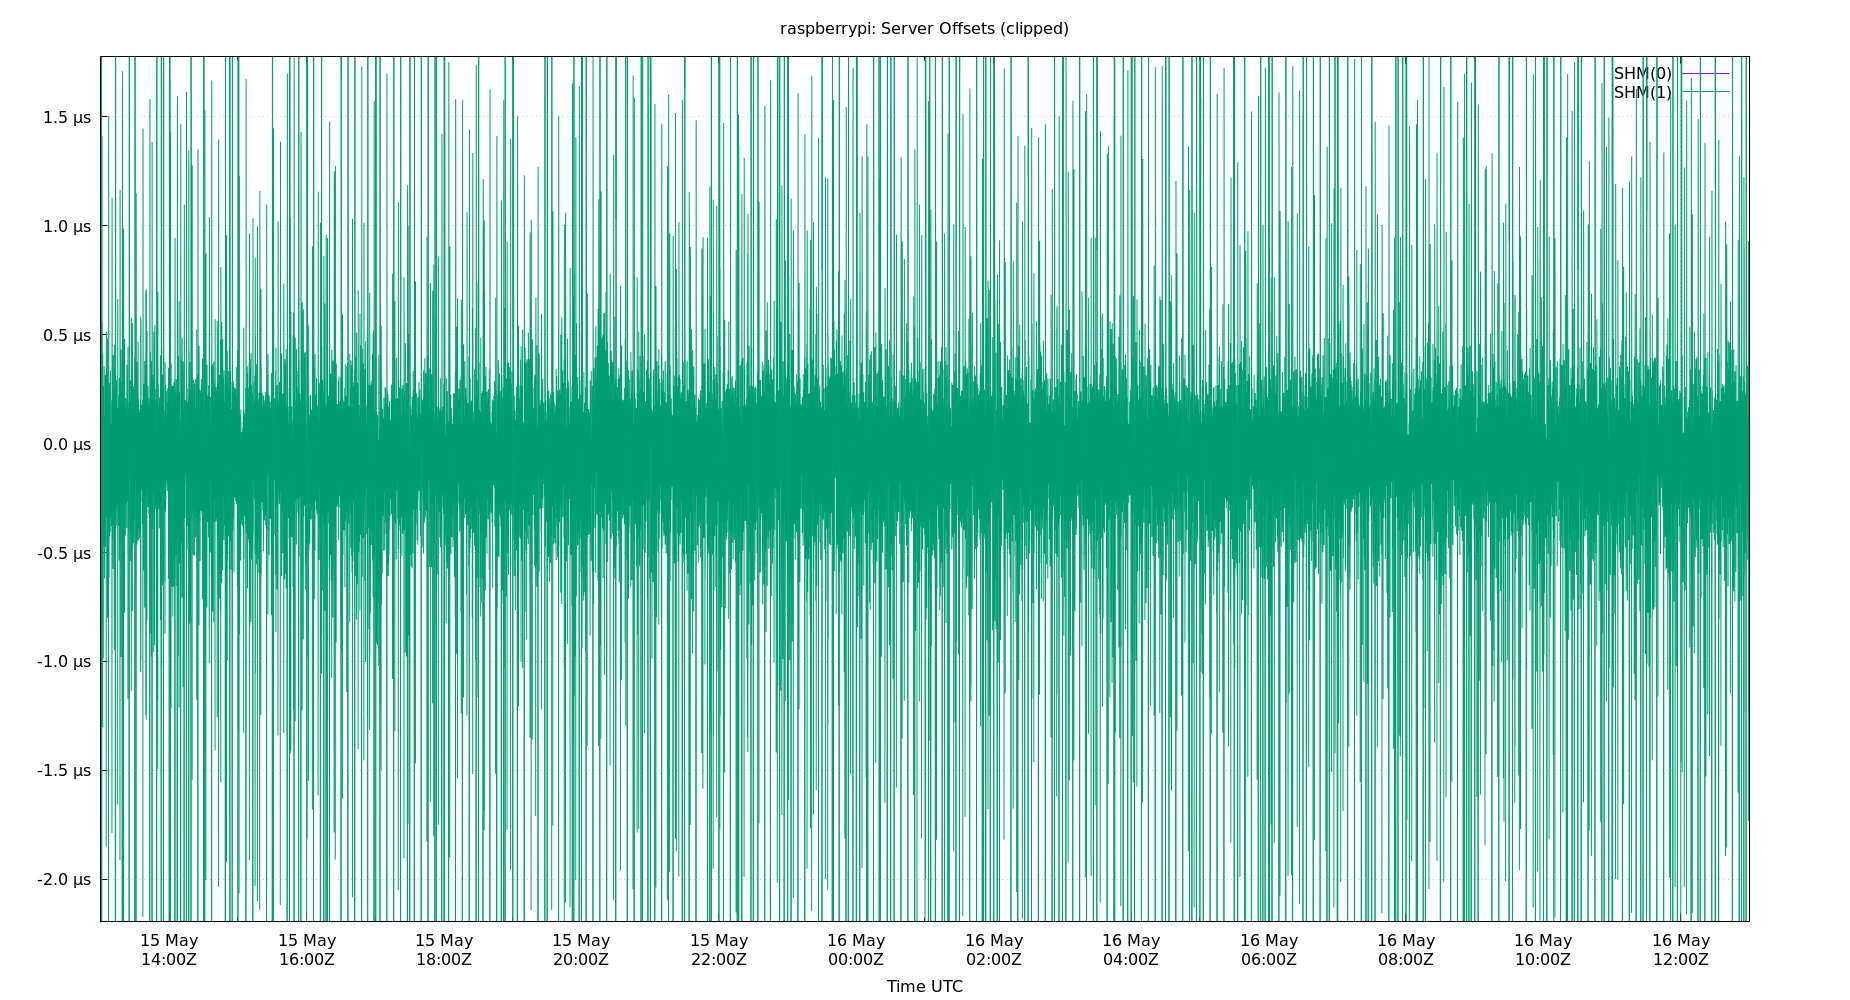 raspberrypi: Server Offsets (clipped)
SHM(0)
SHM(1)
1.5 µs
1.0 µs
0.5 µs
0.0 µs
-0.5 µs
-1.0 µs
-1.5 µs
-2.0 µs
15 May 15 May 15 May 15 May 15 May 16 May 16 May 16 May 16 May 16 May 16 May 16 May
14:00Z 16:00Z 18:00Z 20:00Z 22:00Z 00:00Z 02:00Z 04:00Z 06:00Z 08:00Z 10:00Z 12:00Z
Time UTC